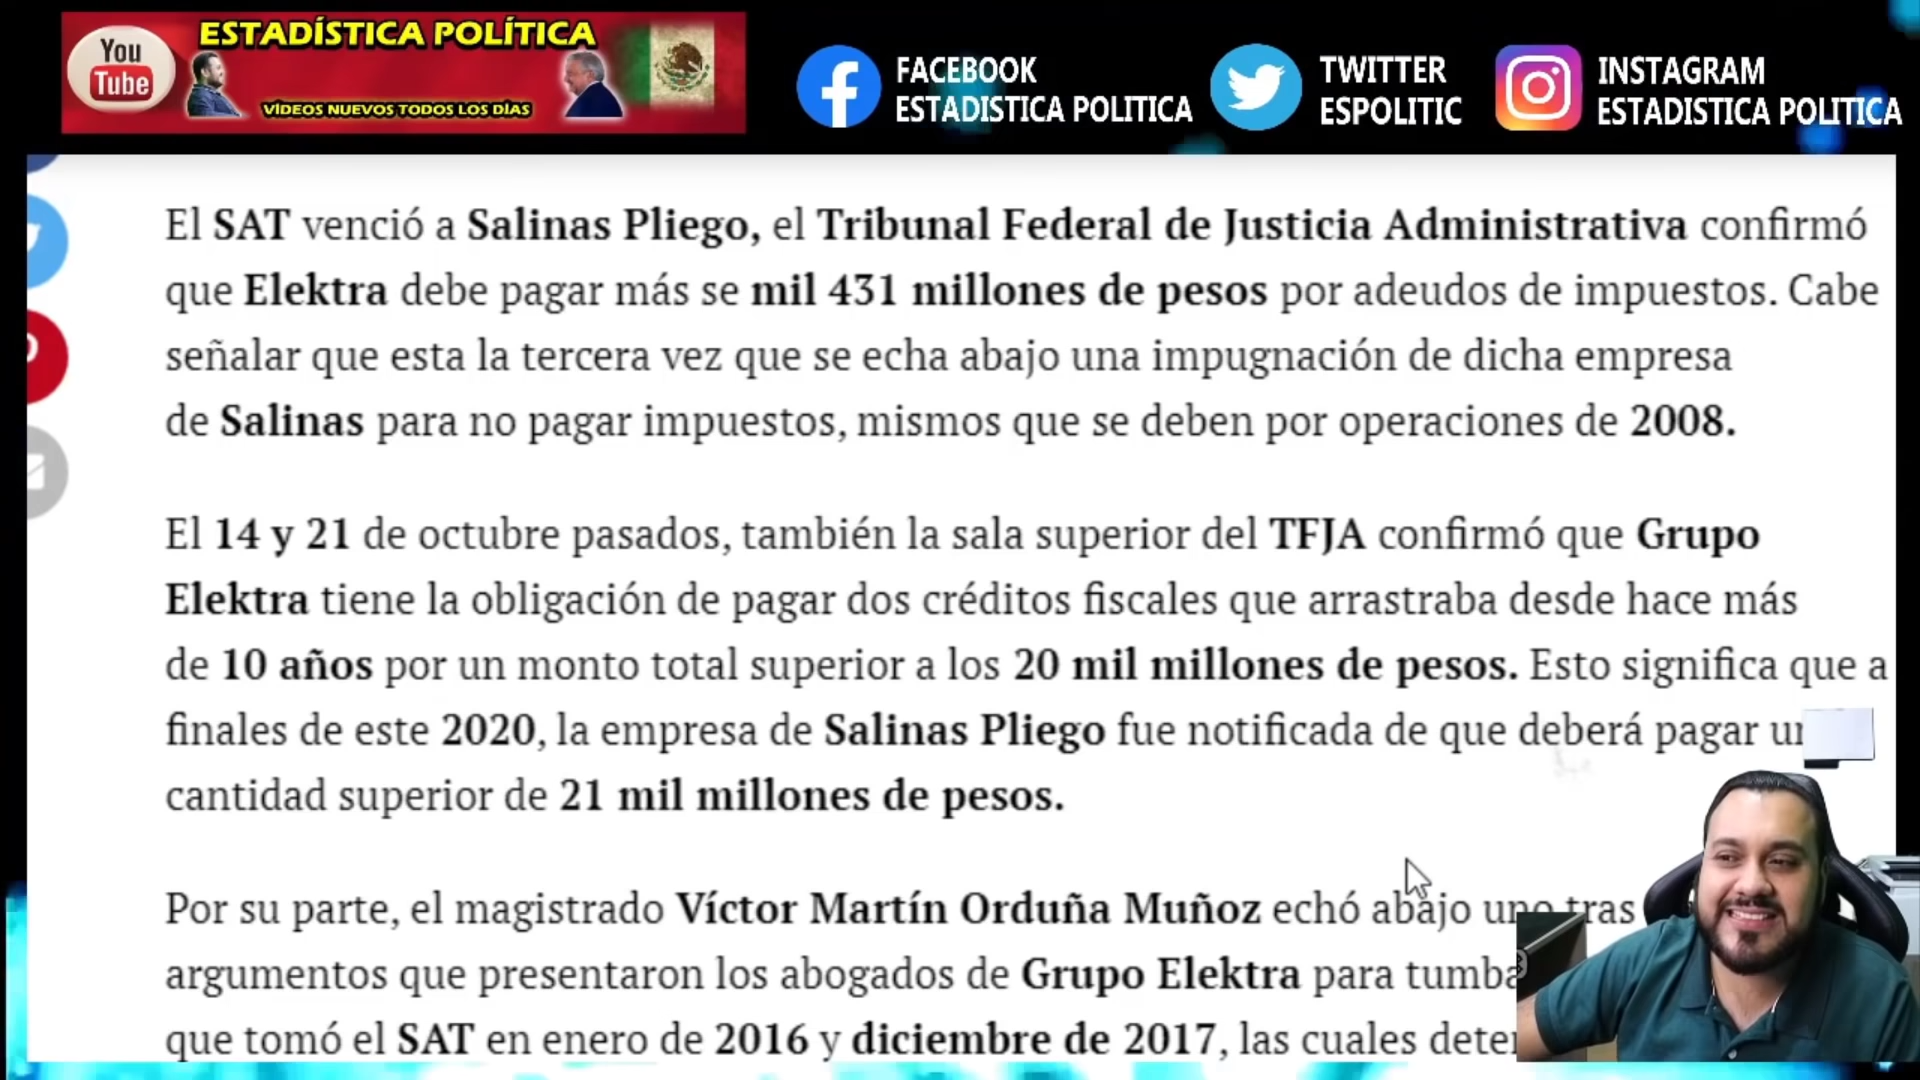 You
Tube
ESTADÍSTICA POLÍTICA
VÍDEOS NUEVOS TODOS LOS DÍAS
FACEBOOK
ESTADISTICA POLITICA
TWITTER
ESPOLITIC
INSTAGRAM
ESTADISTICA POLITICA
El SAT venció a Salinas Pliego, el Tribunal Federal de Justicia Administrativa confirmó
que Elektra debe pagar más se mil 431 millones de pesos por adeudos de impuestos. Cabe
señalar que esta la tercera vez que se echa abajo una impugnación de dicha empresa
de Salinas para no pagar impuestos, mismos que se deben por operaciones de 2008.
El 14 y 21 de octubre pasados, también la sala superior del TFJA confirmó que Grupo
Elektra tiene la obligación de pagar dos créditos fiscales que arrastraba desde hace más
de 10 años por un monto total superior a los 20 mil millones de pesos. Esto significa que a
finales de este 2020, la empresa de Salinas Pliego fue notificada de que deberá pagar
cantidad superior de 21 mil millones de pesos.
Por su parte, el magistrado Víctor Martín Orduña Muñoz echó abajo uno tras
argumentos que presentaron los abogados de Grupo Elektra para
que tomó el SAT en enero de 2016 y diciembre de 2017, las cuales